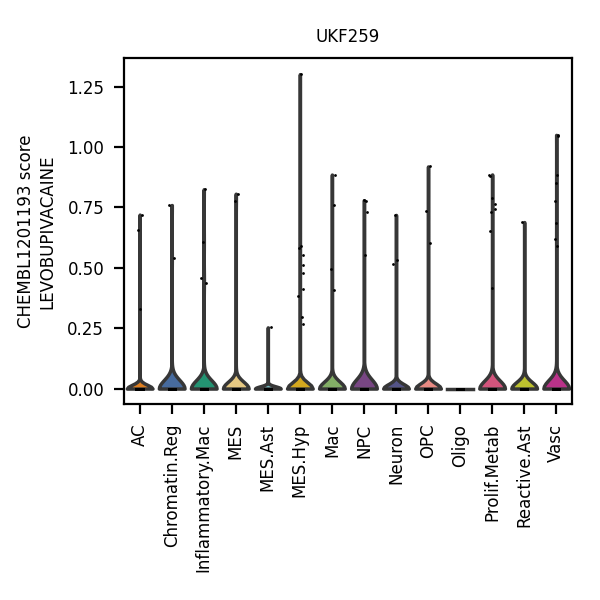 UKF259
CHEMBL1201193 score
LEVOBUPIVACAINE
1.25
1.00
0.75
0.50
0.25
0.00
AC
Chromatin.Reg
Inflammatory.Mac
MES
MES.Ast
MES.Hyp
Mac
NPC
Neuron
OPC
Oligo
Prolif.Metab
Reactive.Ast
Vasc